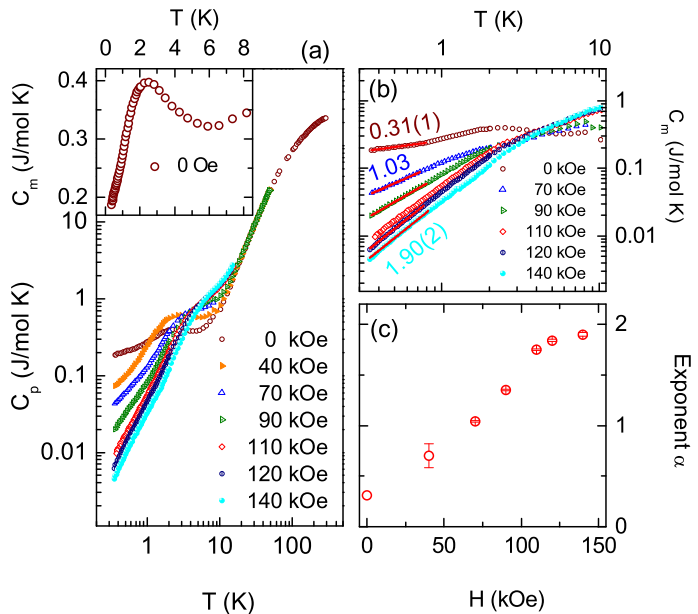 T (K)
0 2 4 6 8
(a)
0.4
0.3
0.2
C_m (J/mol K)
0 Oe
10
1
0.1
0.01
C_p (J/mol K)
0 kOe
40 kOe
70 kOe
90 kOe
110 kOe
120 kOe
140 kOe
1 10 100
T (K)
T (K)
1 10
(b)
0.31(1)
1.03
1.90(2)
0 kOe
70 kOe
90 kOe
110 kOe
120 kOe
140 kOe
1
0.1
0.01
C_m (J/mol K)
(c)
2
1
0
Exponent α
0 50 100 150
H (kOe)